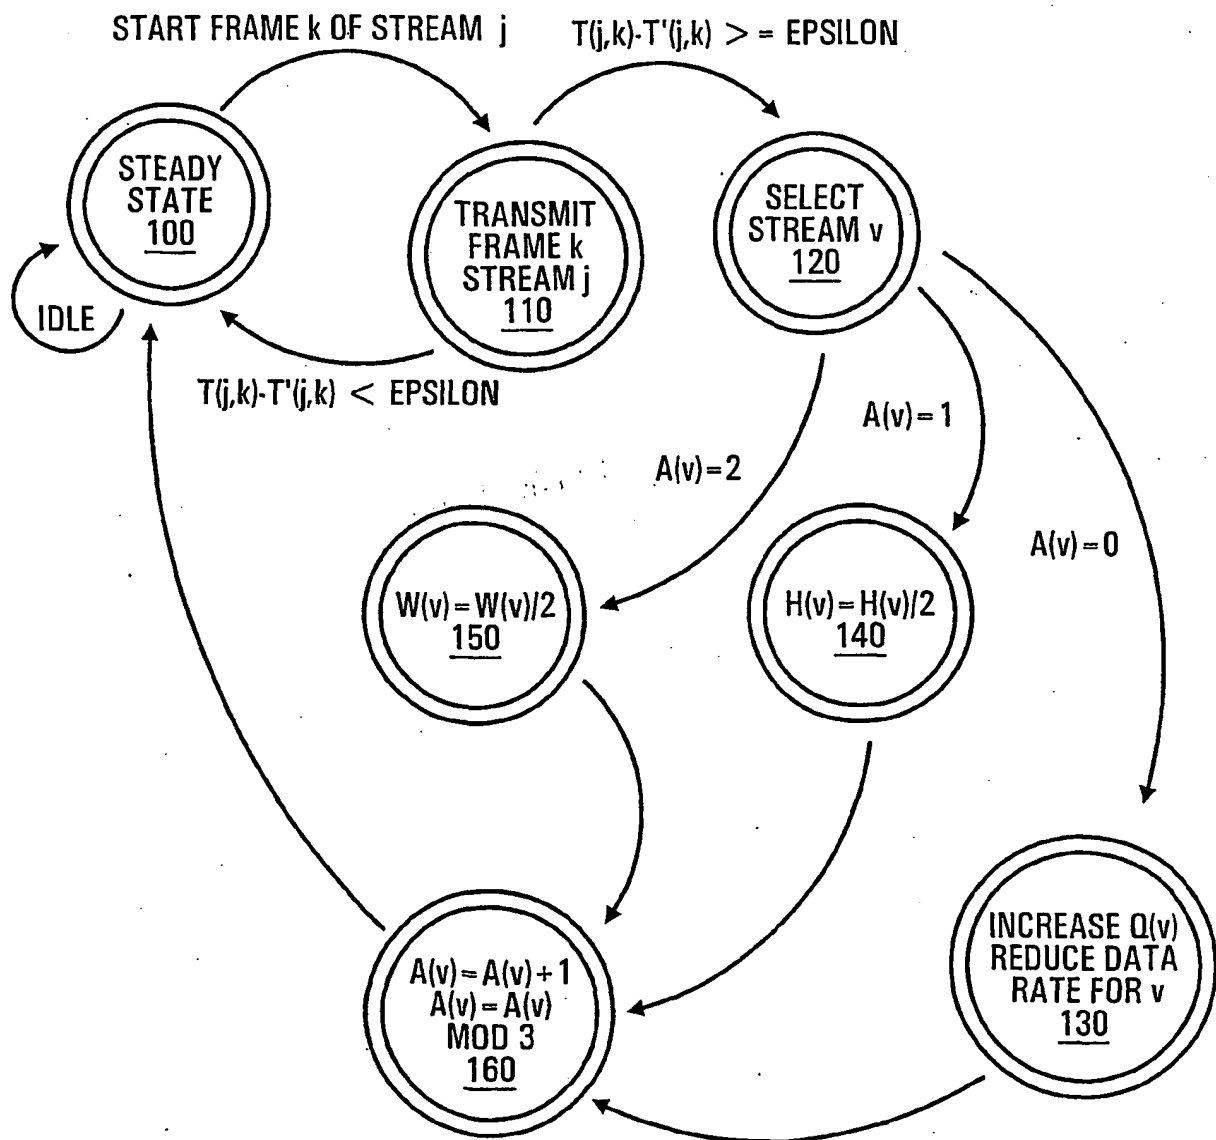 START FRAME k OF STREAM j
T(j,k)-T'(j,k) > = EPSILON
STEADY
STATE
100
IDLE
TRANSMIT
FRAME k
STREAM j
110
SELECT
STREAM v
120
T(j,k)-T'(j,k) < EPSILON
A(v)=1
A(v)=2
A(v)=0
W(v)=W(v)/2
150
H(v)=H(v)/2
140
A(v)=A(v)+1
A(v)=A(v)
MOD 3
160
INCREASE Q(v)
REDUCE DATA
RATE FOR v
130